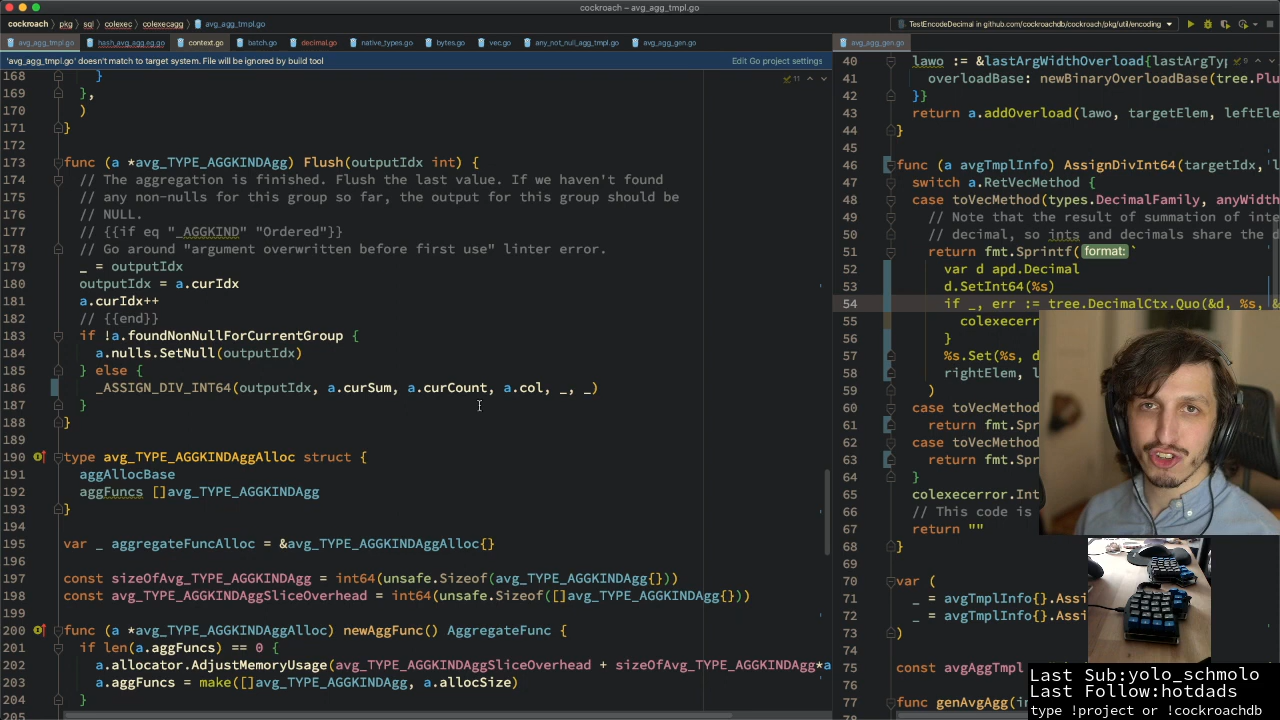 cockroach – avg_agg_tmpl.go
cockroach › pkg › sql › colexec › colexecagg › avg_agg_tmpl.go
TestEncodeDecimal in github.com/cockroachdb/cockroach/pkg/util/encoding
avg_agg_tmpl.go hash_avg_agg.eg.go context.go batch.go decimal.go native_types.go bytes.go vec.go any_not_null_agg_tmpl.go avg_agg_gen.go
avg_agg_gen.go
'avg_agg_tmpl.go' doesn't match to target system. File will be ignored by build tool Edit Go project settings
11
168 }
169 },
170 )
171 }
172
173 func (a *avg_TYPE_AGGKINDAgg) Flush(outputIdx int) {
174 // The aggregation is finished. Flush the last value. If we haven't found
175 // any non-nulls for this group so far, the output for this group should be
176 // NULL.
177 // {{if eq "_AGGKIND" "Ordered"}}
178 // Go around "argument overwritten before first use" linter error.
179 _ = outputIdx
180 outputIdx = a.curIdx
181 a.curIdx++
182 // {{end}}
183 if !a.foundNonNullForCurrentGroup {
184 a.nulls.SetNull(outputIdx)
185 } else {
186 _ASSIGN_DIV_INT64(outputIdx, a.curSum, a.curCount, a.col, _, _)
187 }
188 }
189
190 type avg_TYPE_AGGKINDAggAlloc struct {
191 aggAllocBase
192 aggFuncs []avg_TYPE_AGGKINDAgg
193 }
194
195 var _ aggregateFuncAlloc = &avg_TYPE_AGGKINDAggAlloc{}
196
197 const sizeOfAvg_TYPE_AGGKINDAgg = int64(unsafe.Sizeof(avg_TYPE_AGGKINDAgg{}))
198 const avg_TYPE_AGGKINDAggSliceOverhead = int64(unsafe.Sizeof([]avg_TYPE_AGGKINDAgg{}))
199
200 func (a *avg_TYPE_AGGKINDAggAlloc) newAggFunc() AggregateFunc {
201 if len(a.aggFuncs) == 0 {
202 a.allocator.AdjustMemoryUsage(avg_TYPE_AGGKINDAggSliceOverhead + sizeOfAvg_TYPE_AGGKINDAgg*a
203 a.aggFuncs = make([]avg_TYPE_AGGKINDAgg, a.allocSize)
204 }
205
40 lawo := &lastArgWidthOverload{lastArgTyp 9
41 overloadBase: newBinaryOverloadBase(tree.Plu
42 }}
43 return a.addOverload(lawo, targetElem, leftEle
44 }
45
46 func (a avgTmplInfo) AssignDivInt64(targetIdx, l
47 switch a.RetVecMethod {
48 case toVecMethod(types.DecimalFamily, anyWidth
49 // Note that the result of summation of inte
50 // decimal, so ints and decimals share the d
51 return fmt.Sprintf( format: `
52 var d apd.Decimal
53 d.SetInt64(%s)
54 if _, err := tree.DecimalCtx.Quo(&d, %s, &
55 colexecerr
56 }
57 %s.Set(%s, d
58 rightElem, l
59 )
60 case toVecMethod
61 return fmt.Spr
62 case toVecMethod
63 return fmt.Spr
64 }
65 colexecerror.Int
66 // This code is
67 return ""
68 }
69
70 var (
71 _ = avgTmplInfo{}.Assi
72 _ = avgTmplInfo{}.Assi
73 )
74
75 const avgAggTmpl
76
77 func genAvgAgg(i
Last Sub:yolo_schmolo
Last Follow:hotdads
type !project or !cockroachdb